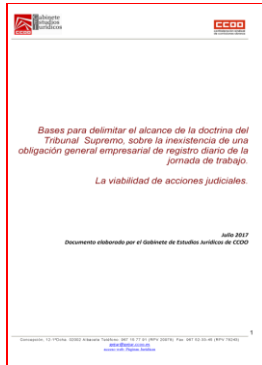 Gabinete
Estudios
Jurídicos
CCOO
CCOO
Bases para delimitar el alcance de la doctrina del
Tribunal Supremo, sobre la inexistencia de una
obligación general empresarial de registro diario de la
jornada de trabajo.
La viabilidad de acciones judiciales.
Julio 2017
Documento elaborado por el Gabinete de Estudios Jurídicos de CCOO
1